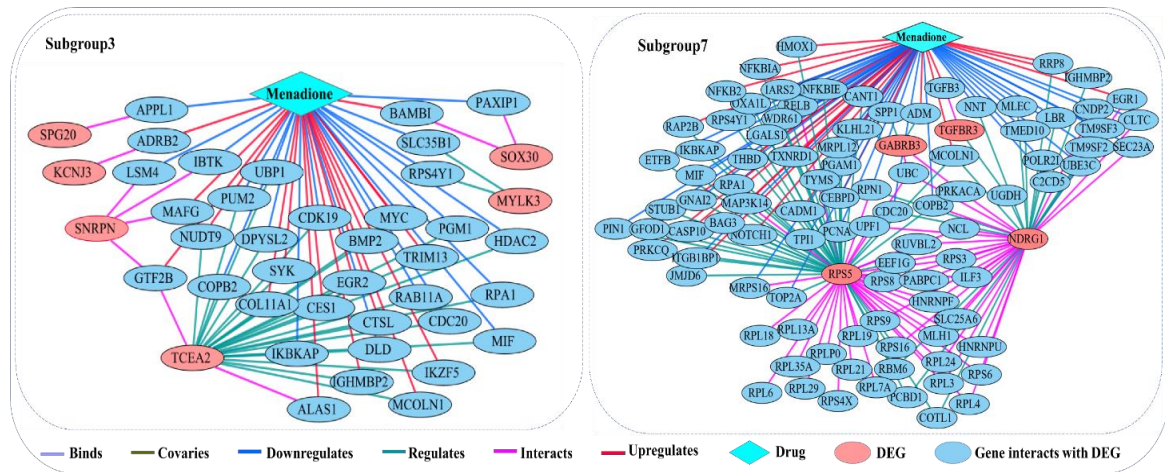 Subgroup3
Menadione
APPL1
BAMBI
PAXIP1
SPG20
ADRB2
SLC35B1
SOX30
KCNJ3
IBTK
LSM4
UBP1
RPS4Y1
MYLK3
PUM2
MAFG
CDK19
MYC
SNRPN
NUDT9
DPYSL2
BMP2
PGM1
HDAC2
TRIM13
GTF2B
SYK
EGR2
COPB2
RAB11A
RPA1
COL11A1
CES1
CTSL
CDC20
TCEA2
IKBKAP
DLD
MIF
IGHMBP2
IKZF5
ALAS1
MCOLN1
Subgroup7
Menadione
HMOX1
NFKBIA
RRP8
IGHMBP2
NFKB2
IARS2
NFKBIE
CANT1
TGFB3
EGR1
OXA1L
RELB
SPP1
ADM
NNT
MLEC
CNDP2
CLTC
RAP2B
RPS4Y1
WDR61
KLHL21
TGFBR3
LBR
TM9SF3
LGALS1
GABRB3
TMED10
TM9SF2
SEC23A
ETFB
IKBKAP
THBD
TXNRD1
MRPL12
MCOLN1
POLR2I
UBE3C
MIF
PGAM1
UBC
C2CD5
RPA1
TYMS
RPN1
PRKACA
UGDH
STUB1
GNAI2
MAP3K14
CEBPD
COPB2
PIN1
GFOD1
CASP10
BAG3
NOTCH1
CADM1
PCNA
UPF1
CDC20
NCL
PRKCQ
ITGB1BP1
TPI1
RUVBL2
NDRG1
JMJD6
RPS5
EEF1G
RPS3
MRPS16
RPS8
PABPC1
ILF3
TOP2A
HNRNPF
RPL18
RPL13A
RPL19
RPS9
SLC25A6
RPS16
MLH1
HNRNPU
RPL35A
RPLP0
RPL21
RBM6
RPL24
RPL6
RPL29
RPS4X
RPL7A
PCBD1
RPL3
RPS6
RPL4
COTL1
Binds
Covaries
Downregulates
Regulates
Interacts
Upregulates
Drug
DEG
Gene interacts with DEG